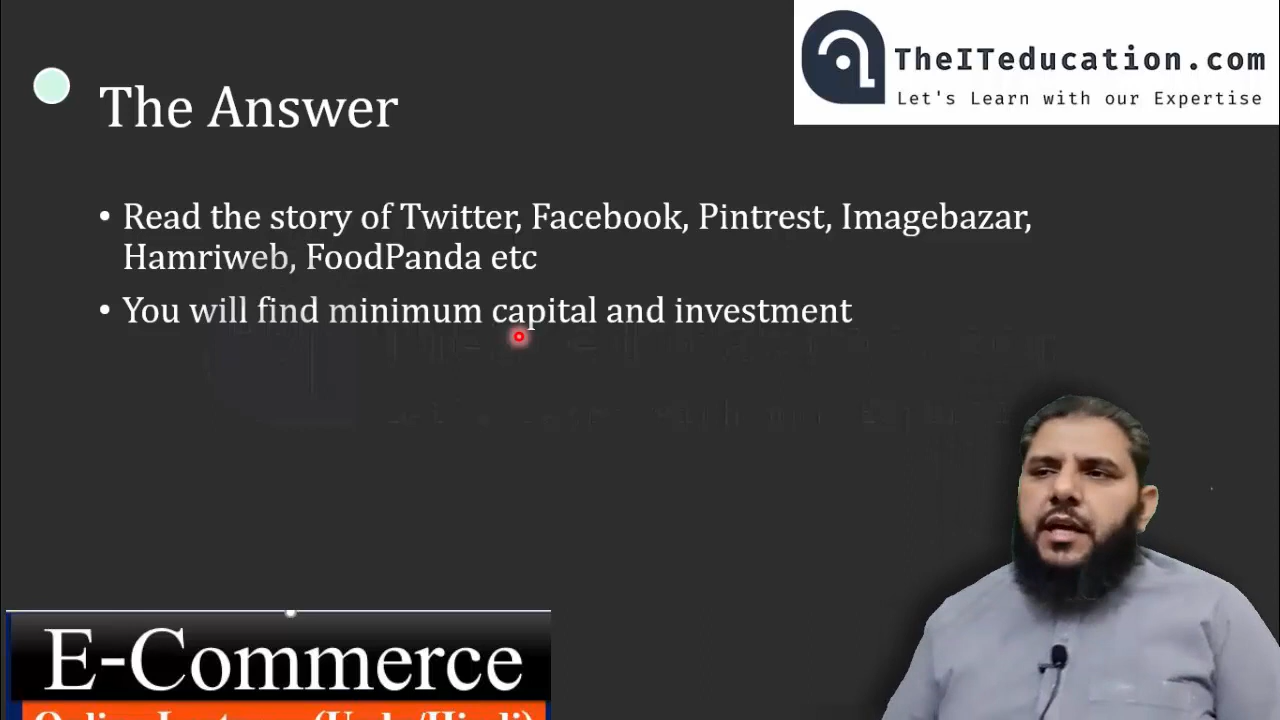 TheITeducation.com
Let's Learn with our Expertise
The Answer
• Read the story of Twitter, Facebook, Pintrest, Imagebazar,
Hamriweb, FoodPanda etc
• You will find minimum capital and investment
E-Commerce